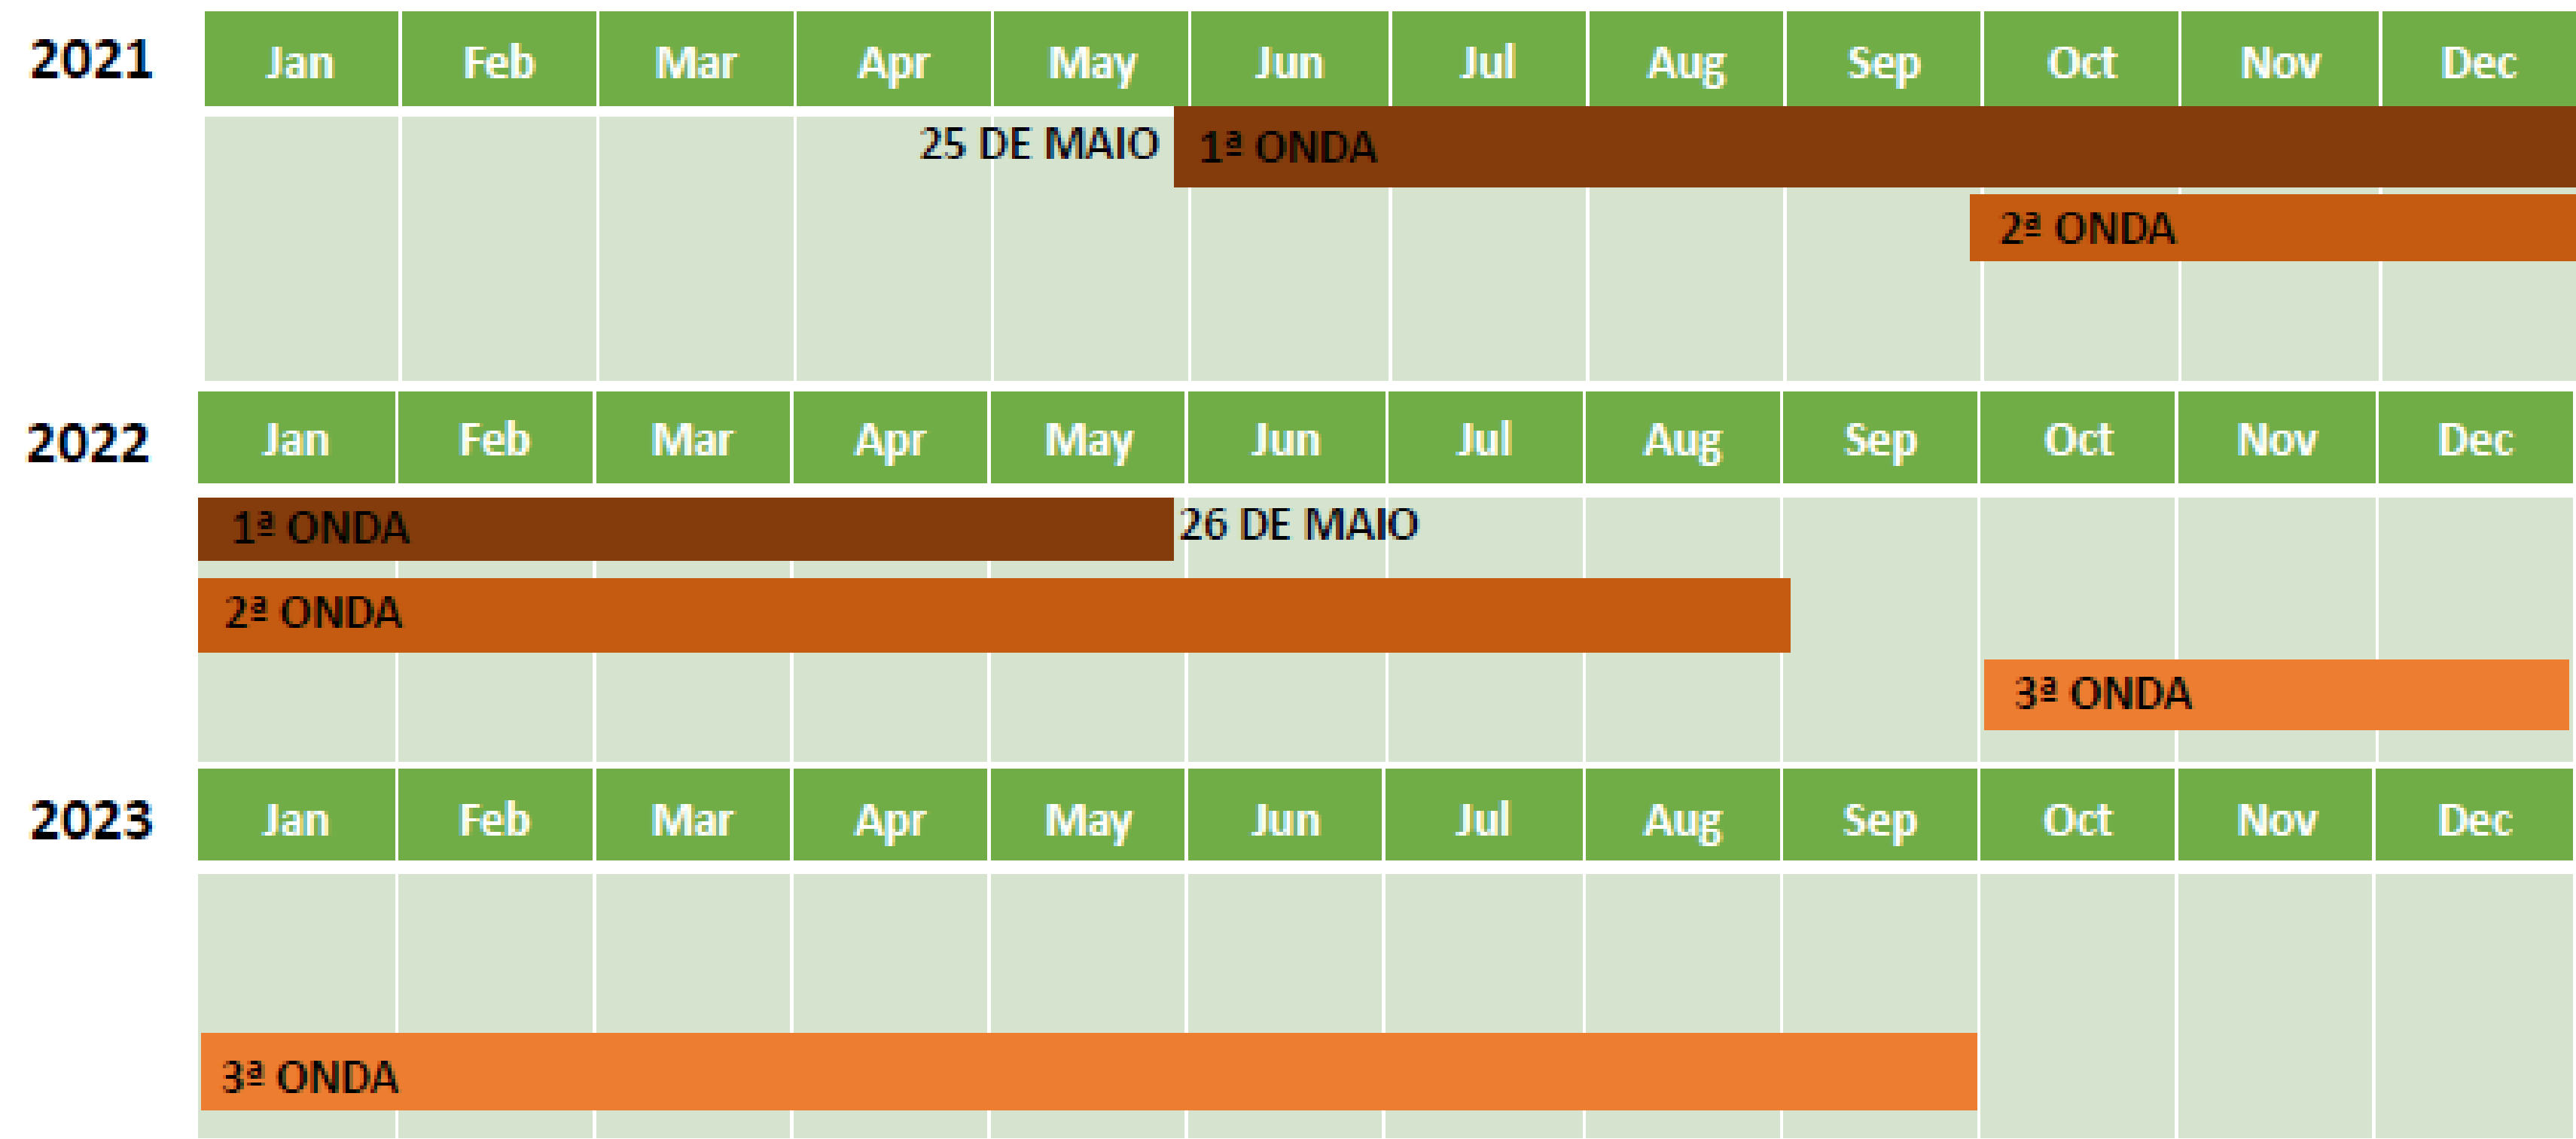 2021 Jan Feb Mar Apr May Jun Jul Aug Sep Oct Nov Dec
25 DE MAIO 1ª ONDA
2ª ONDA
2022 Jan Feb Mar Apr May Jun Jul Aug Sep Oct Nov Dec
1ª ONDA 26 DE MAIO
2ª ONDA
3ª ONDA
2023 Jan Feb Mar Apr May Jun Jul Aug Sep Oct Nov Dec
3ª ONDA